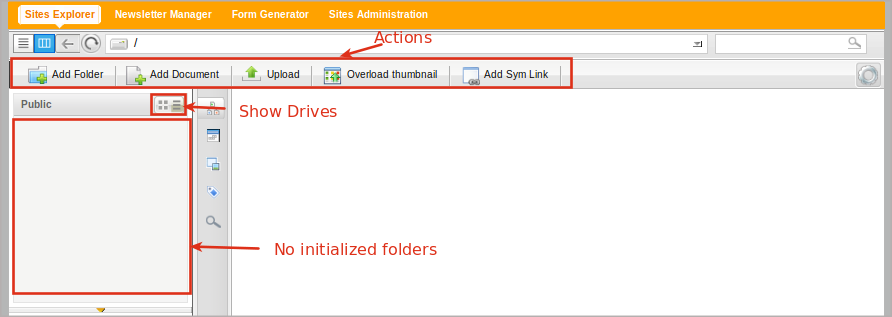 Sites Explorer Newsletter Manager Form Generator Sites Administration
Actions
/
Add Folder Add Document Upload Overload thumbnail Add Sym Link
Public
Show Drives
No initialized folders